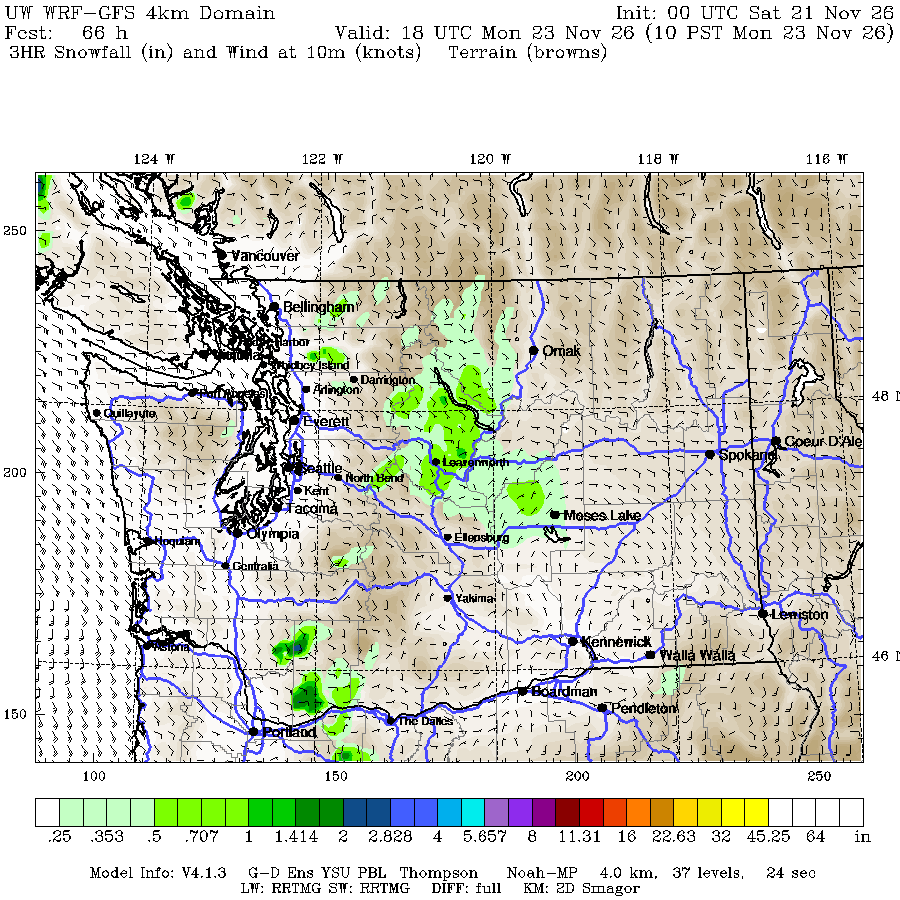 UW WRF-GFS 4km Domain Init: 00 UTC Sat 21 Nov 26
Fcst: 66 h Valid: 18 UTC Mon 23 Nov 26 (10 PST Mon 23 Nov 26)
3HR Snowfall (in) and Wind at 10m (knots) Terrain (browns)
124 W 122 W 120 W 118 W 116 W
250
Vancouver
Bellingham
Omak
Whidbey Island
Darrington
Arlington
Port Angeles
48 N
Quillayute
Everett
Coeur D'Alene
Spokane
Leavenworth
200
Seattle
North Bend
Kent
Tacoma
Moses Lake
Olympia
Hoquiam
Ellensburg
Centralia
Yakima
Lewiston
Astoria
Kennewick
Walla Walla
46 N
Boardman
Pendleton
150
The Dalles
Portland
100 150 200 250
.25 .353 .5 .707 1 1.414 2 2.828 4 5.657 8 11.31 16 22.63 32 45.25 64 in
Model Info: V4.1.3 G-D Ens YSU PBL Thompson Noah-MP 4.0 km, 37 levels, 24 sec
LW: RRTMG SW: RRTMG DIFF: full KM: 2D Smagor